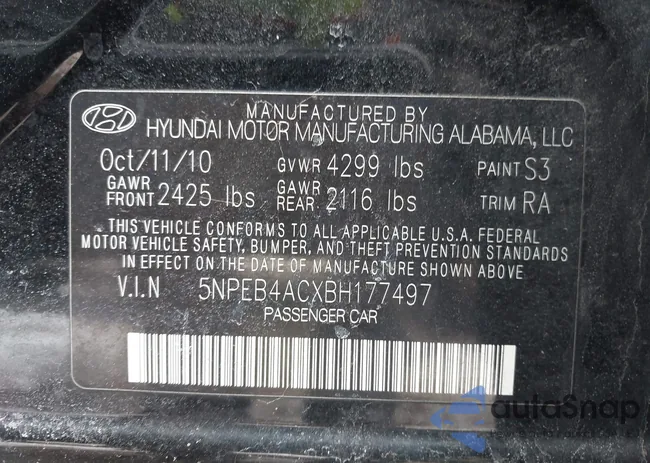 MANUFACTURED BY
HYUNDAI MOTOR MANUFACTURING ALABAMA, LLC
Oct/11/10 GVWR 4299 lbs PAINT S3
GAWR FRONT 2425 lbs GAWR REAR 2116 lbs TRIM RA
THIS VEHICLE CONFORMS TO ALL APPLICABLE U.S.A. FEDERAL
MOTOR VEHICLE SAFETY, BUMPER, AND THEFT PREVENTION STANDARDS
IN EFFECT ON THE DATE OF MANUFACTURE SHOWN ABOVE
V.I.N 5NPEB4ACXBH177497
PASSENGER CAR
autoSnap